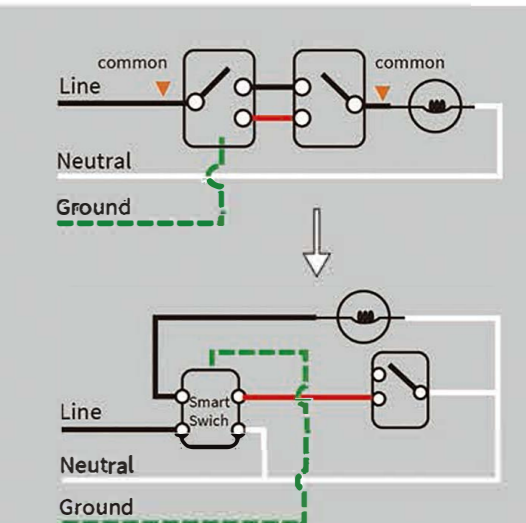 common
common
Line
Neutral
Ground
Smart
Swich
Line
Neutral
Ground